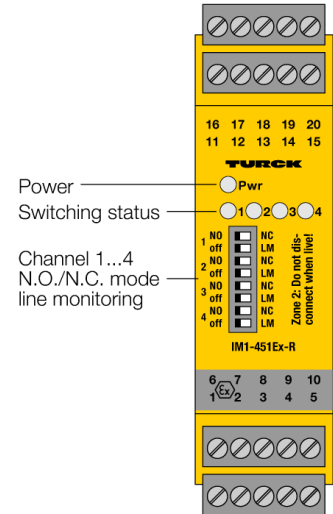 16 17 18 19 20
11 12 13 14 15
TURCK
Power
Pwr
Switching status
1 2 3 4
Channel 1...4
N.O./N.C. mode
line monitoring
1 NO NC
off LM
2 NO NC
off LM
3 NO NC
off LM
4 NO NC
off LM
Zone 2: Do not dis-
connect when live!
IM1-451Ex-R
6 7 8 9 10
Ex
1 2 3 4 5